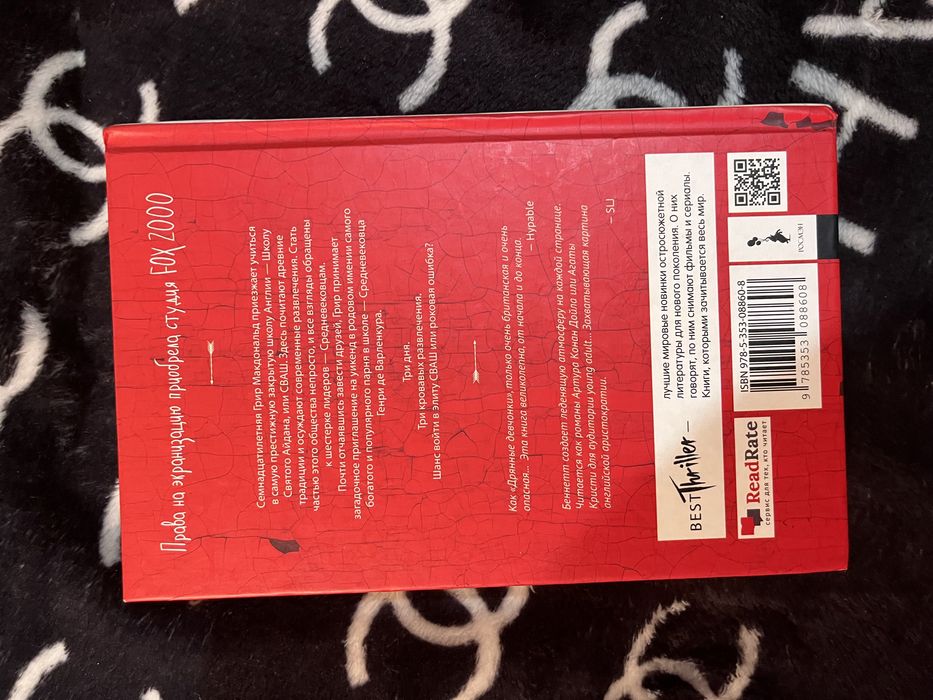 Права на экранизацию приобрела студия FOX 2000
Семнадцатилетняя Грир Макдональд приезжает учиться
в самую престижную закрытую школу Англии — Школу
Святого Айдана, или СВАШ. Здесь почитают древние
традиции и осуждают современные развлечения. Стать
частью этого общества непросто, и все взгляды обращены
к шестерке лидеров — Средневековцам.
Почти отчаявшись завести друзей, Грир принимает
загадочное приглашение на уикенд в родовом имении самого
богатого и популярного парня в школе — Средневековца
Генри де Варленкура.
Три дня.
Три кровавых развлечения.
Шанс войти в элиту СВАШ или роковая ошибка?
Как «Дрянные девчонки», только очень британская и очень
опасная... Эта книга великолепна, от начала и до конца.
—Hypable
Беннетт создает леденящую атмосферу на каждой странице.
Читается как романы Артура Конан Дойла или Агаты
Кристи для аудитории young adult. Захватывающая картина
английской аристократии.
– SLJ
BEST Thriller —
лучшие мировые новинки остросюжетной
литературы для нового поколения. О них
говорят, по ним снимают фильмы и сериалы.
Книги, которыми зачитывается весь мир.
ReadRate
сервис для тех, кто читает
ISBN 978-5-353-08860-8
9 785353 088608
РОСМЭН